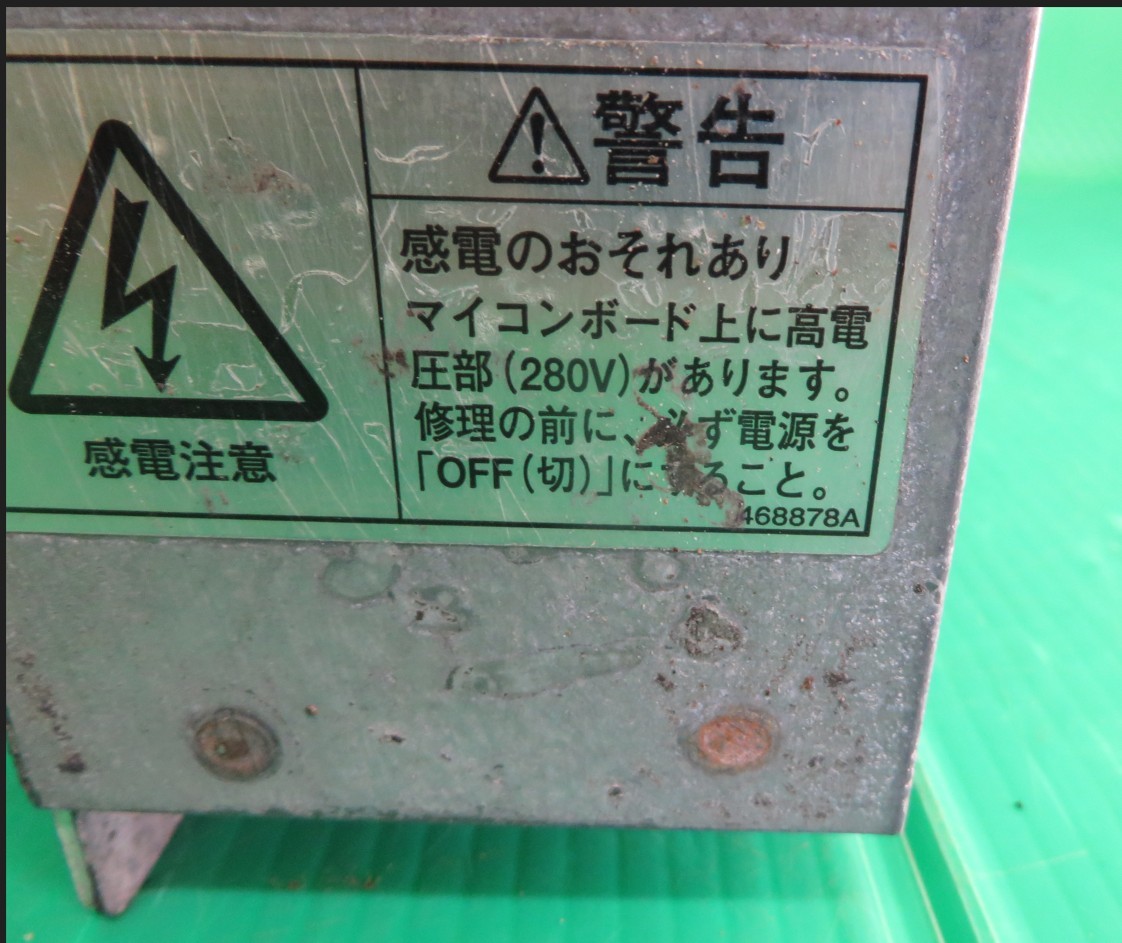 警告
感電のおそれあり
マイコンボード上に高電
圧部(280V)があります。
修理の前に、必ず電源を
「OFF(切)」にすること。
468878A
感電注意